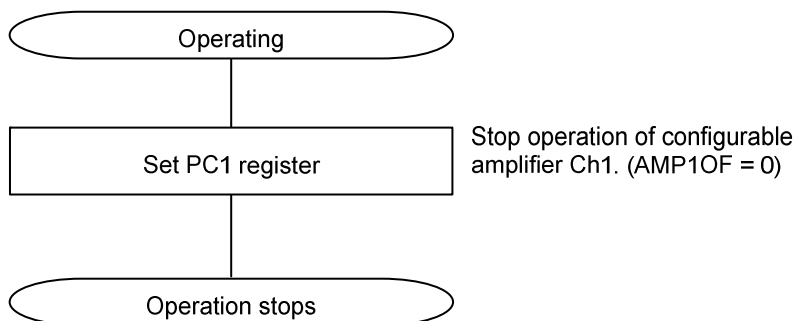 Operating
Set PC1 register
Stop operation of configurable
amplifier Ch1. (AMP1OF = 0)
Operation stops